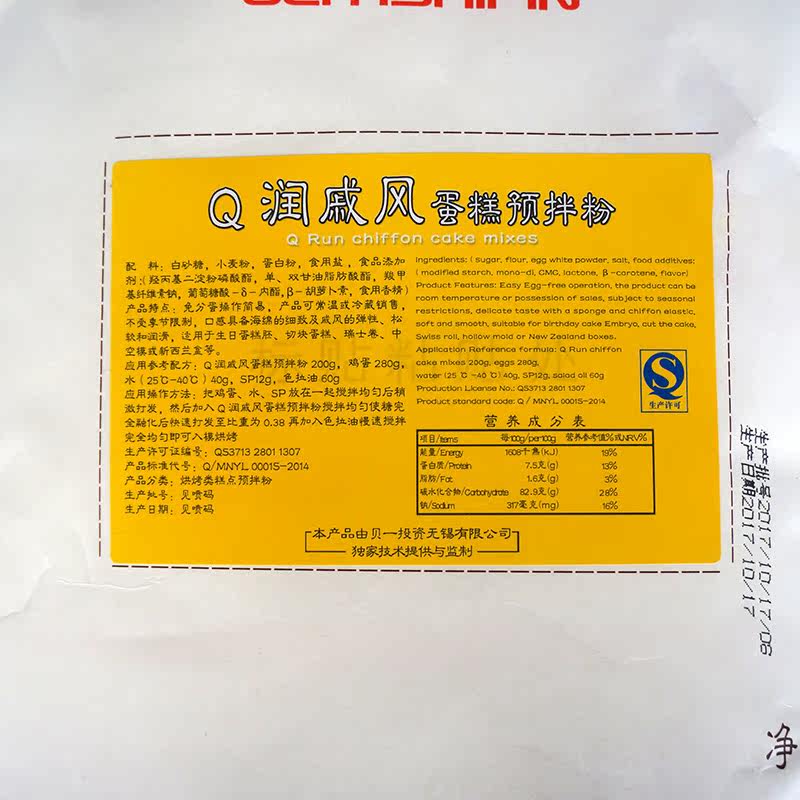 Q 润戚风蛋糕预拌粉
Q Run chiffon cake mixes
配 料：白砂糖，小麦粉，蛋白粉，食用盐，食品添加
剂:(羟丙基二淀粉磷酸酯，单、双甘油脂肪酸酯，羧甲
基纤维素钠，葡萄糖酸-δ-内酯,β-胡萝卜素，食用香精)
产品特点：免分蛋操作简易，产品可常温或冷藏销售，
不受季节限制，口感具备海绵的细致及戚风的弹性、松
软和润滑，适用于生日蛋糕胚、切块蛋糕、瑞士卷、中
空模或新西兰盒等。
应用参考配方：Q润戚风蛋糕预拌粉 200g，鸡蛋 280g，
水（25℃-40℃）40g，SP12g，色拉油 60g
应用操作方法：把鸡蛋、水、SP放在一起搅拌均匀后稍
微打发，然后加入Q润戚风蛋糕预拌粉搅拌均匀使糖完
全融化后快速打发至比重为 0.38 再加入色拉油慢速搅拌
完全均匀即可入模烘烤
生产许可证编号：QS3713 2801 1307
产品标准代号：Q/MNYL 0001S-2014
产品分类：烘烤类糕点预拌粉
生产批号：见喷码
生产日期：见喷码
Ingredients: ( sugar, flour, egg white powder, salt, food additives:
( modified starch, mono-di, CMC, lactone, β-carotene, flavor)
Product Features: Easy Egg-free operation, the product can be
room temperature or possession of sales, subject to seasonal
restrictions, delicate taste with a sponge and chiffon elastic,
soft and smooth, suitable for birthday cake Embryo, cut the cake,
Swiss roll, hollow mold or New Zealand boxes.
Application Reference formula: Q Run chiffon
cake mixes 200g, eggs 280g,
water (25 ℃ -40 ℃) 40g, SP12g, salad oil 60g
Production License No.: QS3713 2801 1307
Product standard code: Q / MNYL 0001S-2014
QS
生产许可
营养成分表
项目/Items 每100g/per100g 营养参考值%或NRV%
能量/Energy 1608千焦(KJ) 19%
蛋白质/Protein 7.5克(g) 13%
脂肪/Fat 1.6克(g) 3%
碳水化合物/Carbohydrate 82.9克(g) 28%
钠/Sodium 317毫克(mg) 16%
本产品由贝一投资无锡有限公司
独家技术提供与监制
生产批号2017/10/17/06
生产日期2017/10/17
净